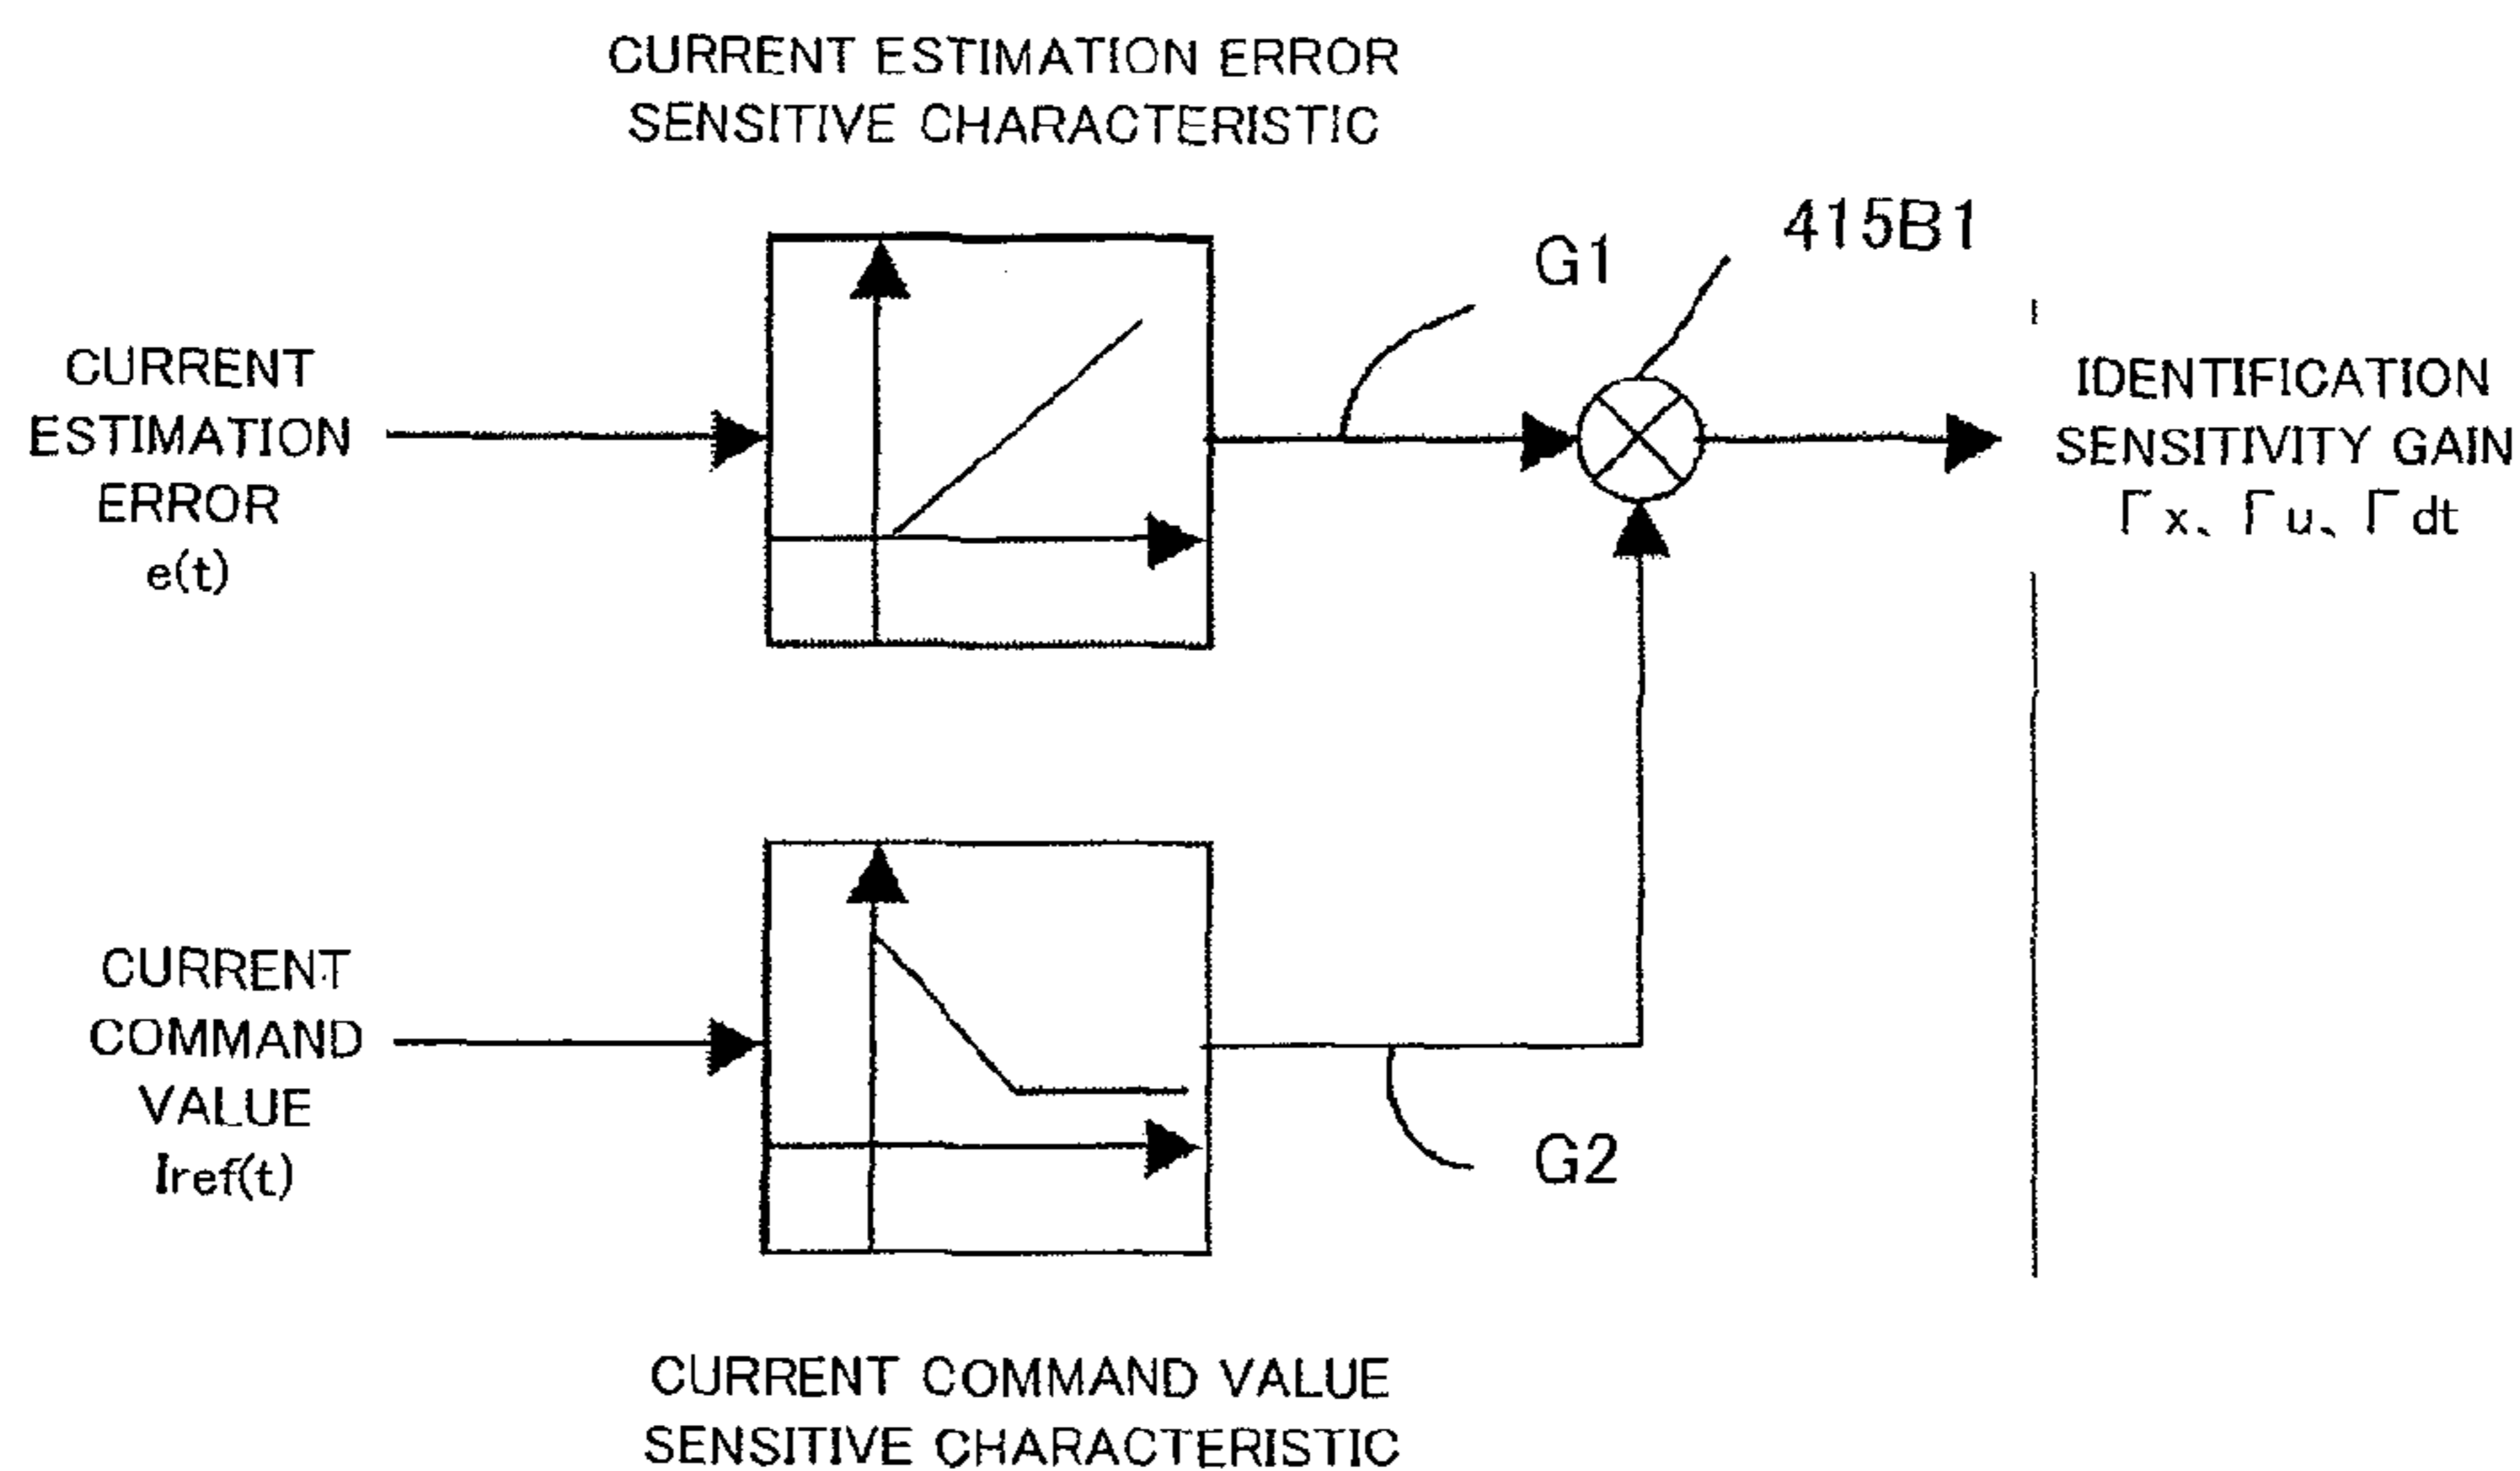 CURRENT ESTIMATION ERROR
SENSITIVE CHARACTERISTIC
415B1
G1
CURRENT
ESTIMATION
ERROR
e(t)
IDENTIFICATION
SENSITIVITY GAIN
Γx、Γu、Γdt
CURRENT
COMMAND
VALUE
Iref(t)
G2
CURRENT COMMAND VALUE
SENSITIVE CHARACTERISTIC